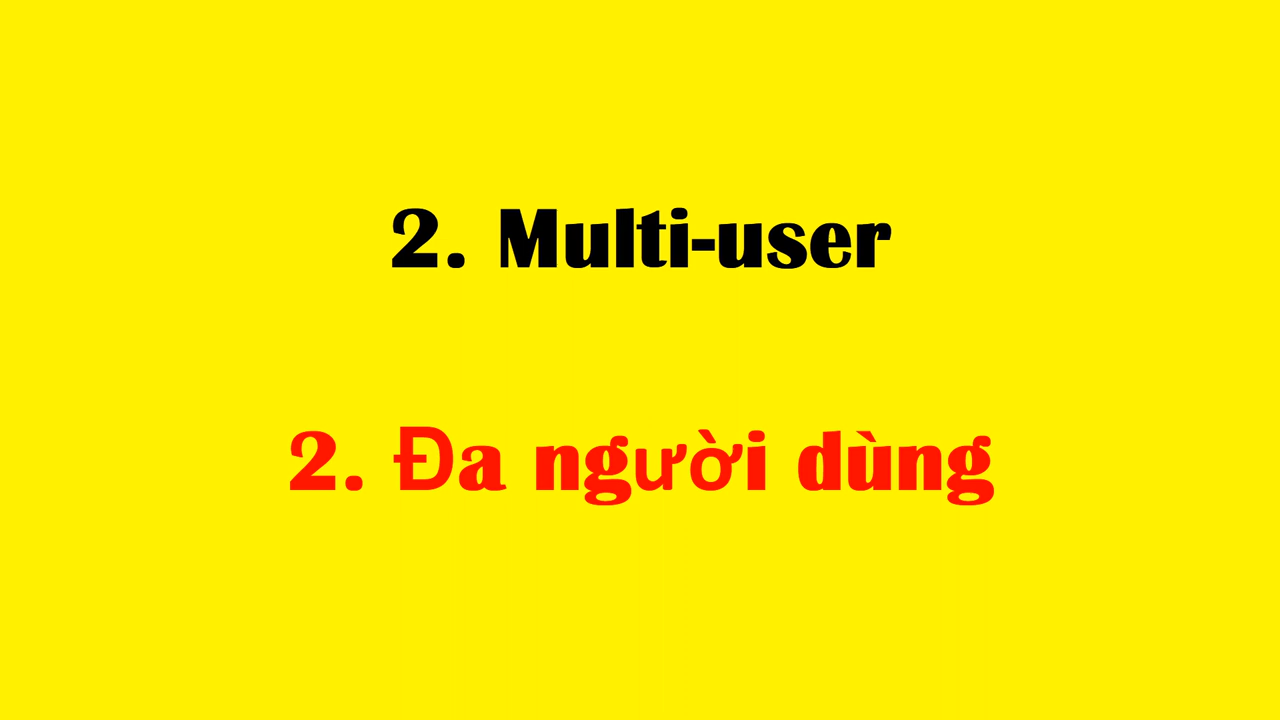 2. Multi-user
2. Đa người dùng